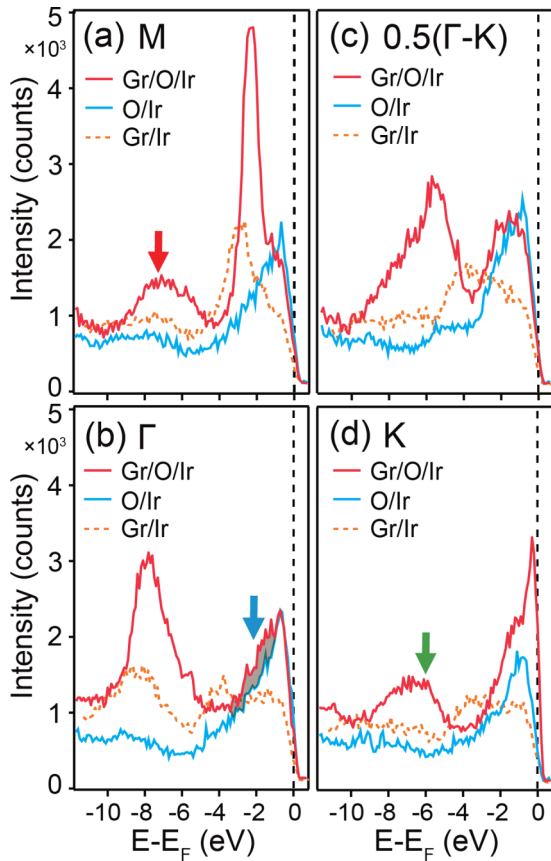 (a) M
×10³
Gr/O/Ir
O/Ir
Gr/Ir
5
4
3
2
1
0
Intensity (counts)
(c) 0.5(Γ-K)
Gr/O/Ir
O/Ir
Gr/Ir
(b) Γ
×10³
Gr/O/Ir
O/Ir
Gr/Ir
5
4
3
2
1
0
Intensity (counts)
-10 -8 -6 -4 -2 0
E-E_F (eV)
(d) K
Gr/O/Ir
O/Ir
Gr/Ir
-10 -8 -6 -4 -2 0
E-E_F (eV)